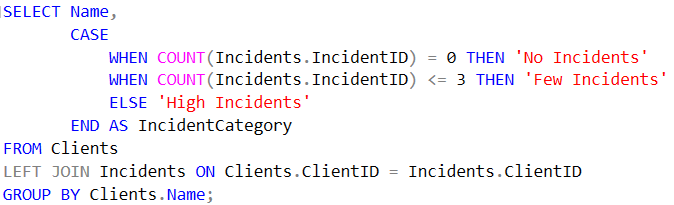 SELECT Name,
       CASE
           WHEN COUNT(Incidents.IncidentID) = 0 THEN 'No Incidents'
           WHEN COUNT(Incidents.IncidentID) <= 3 THEN 'Few Incidents'
           ELSE 'High Incidents'
       END AS IncidentCategory
FROM Clients
LEFT JOIN Incidents ON Clients.ClientID = Incidents.ClientID
GROUP BY Clients.Name;